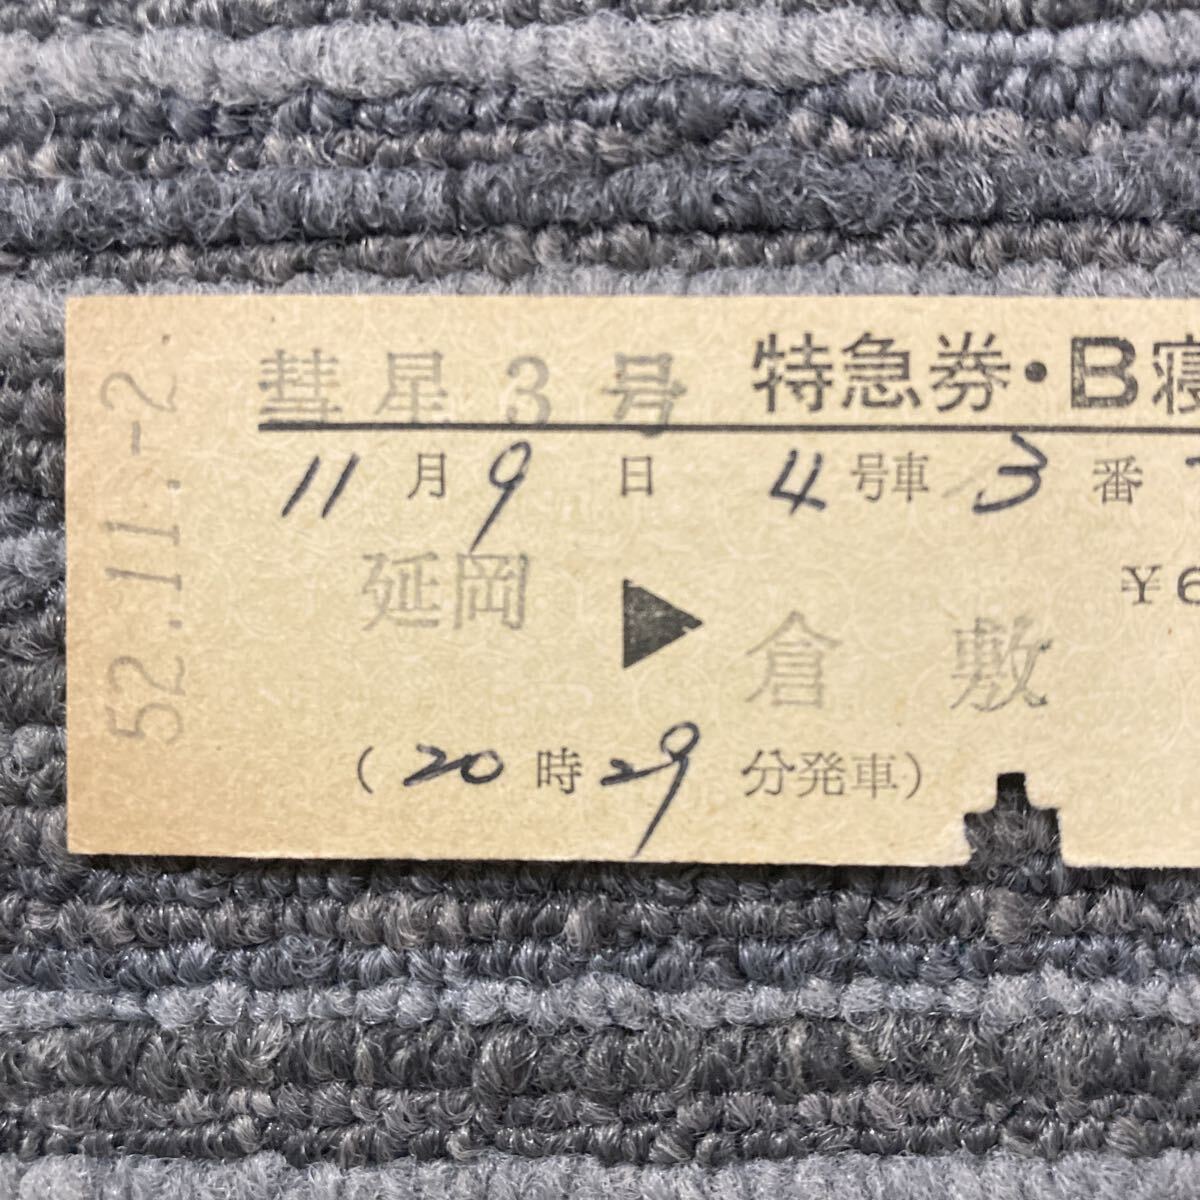 52.11.-2
彗星3号 特急券・B寝
11月9日 4号車 3番
延岡 ▶ 倉敷
¥6
(20時29分発車)